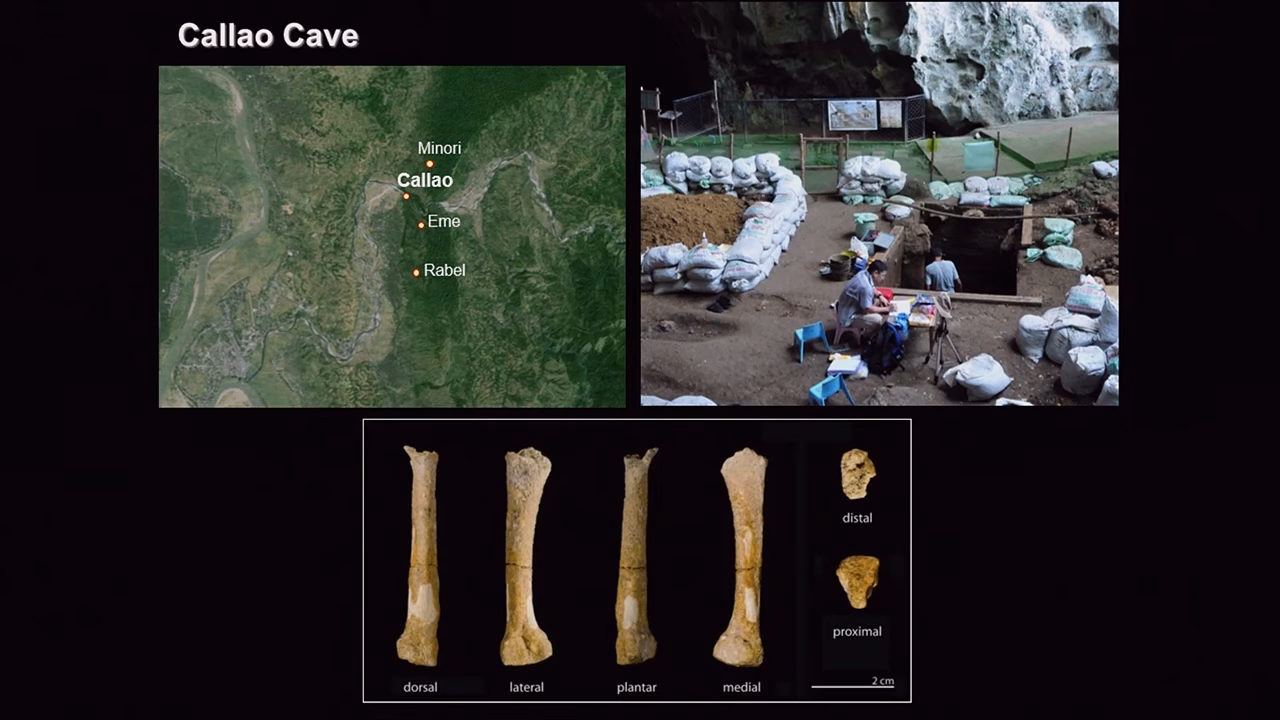 Callao Cave
Minori
Callao
Eme
Rabel
distal
proximal
dorsal
lateral
plantar
medial
2 cm